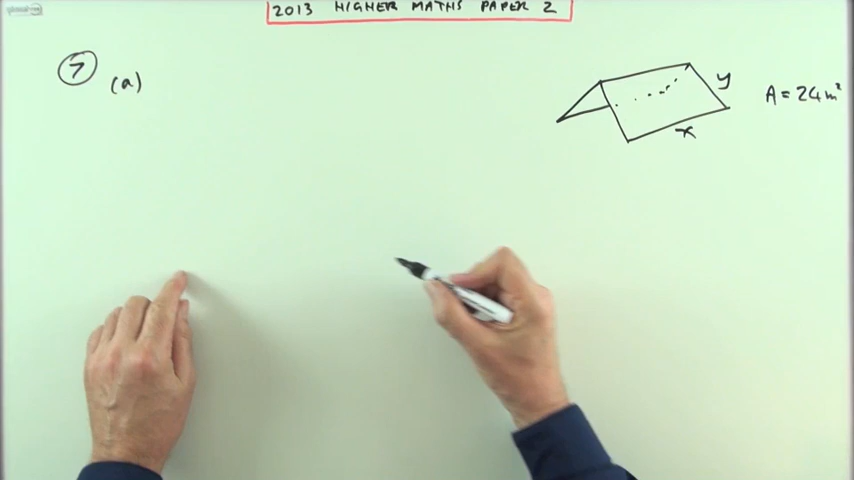 2013 HIGHER MATHS PAPER 2
7 (a)
y
A = 24m²
x